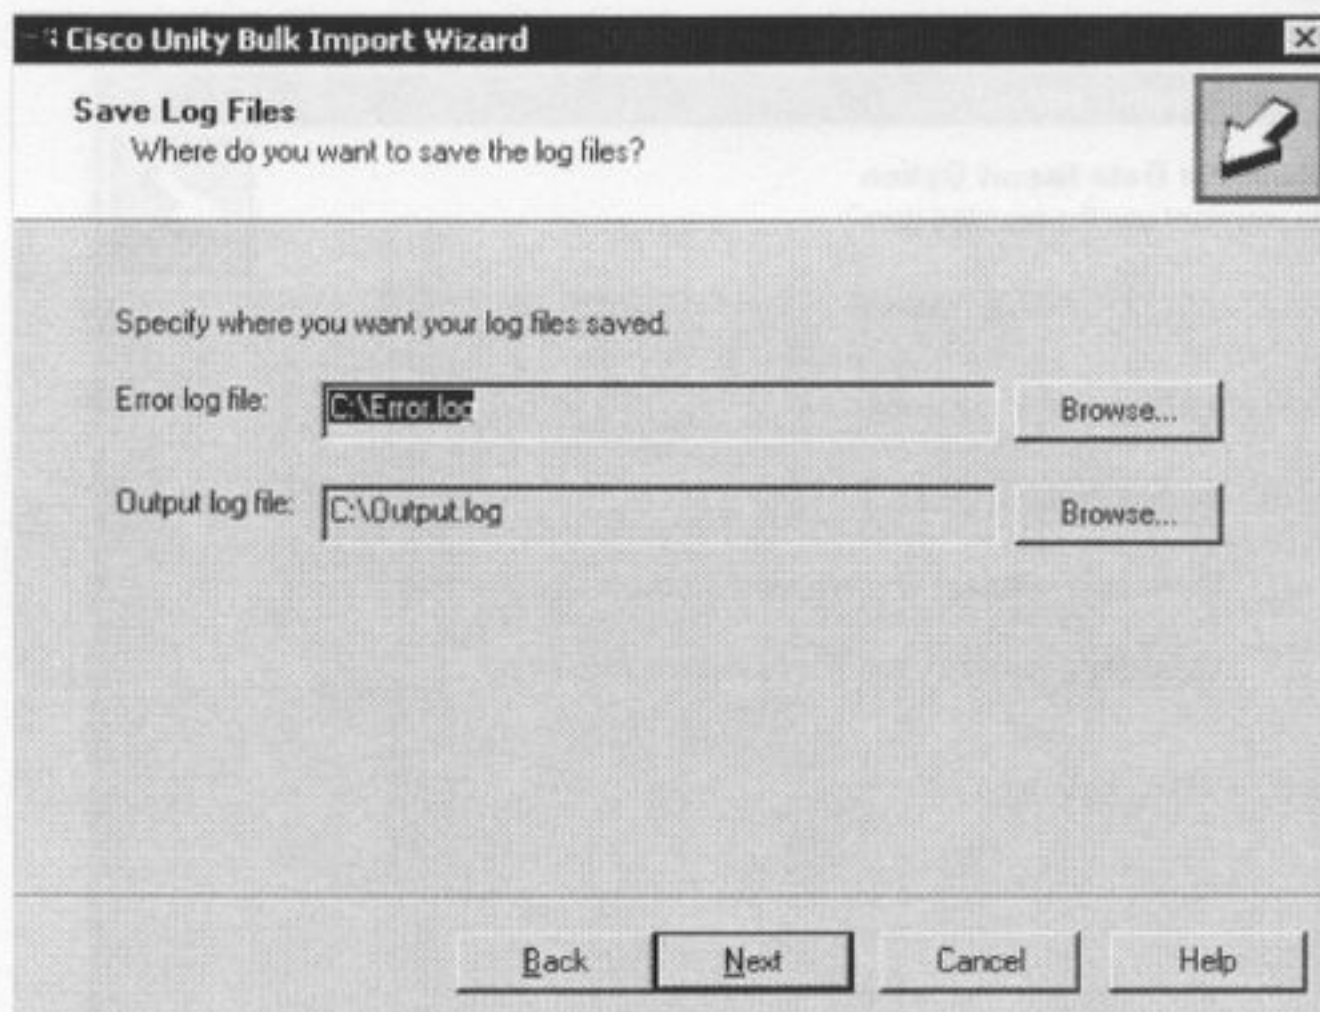 Cisco Unity Bulk Import Wizard
Save Log Files
Where do you want to save the log files?
Specify where you want your log files saved.
Error log file: C:\Error.log Browse...
Output log file: C:\Output.log Browse...
Back Next Cancel Help